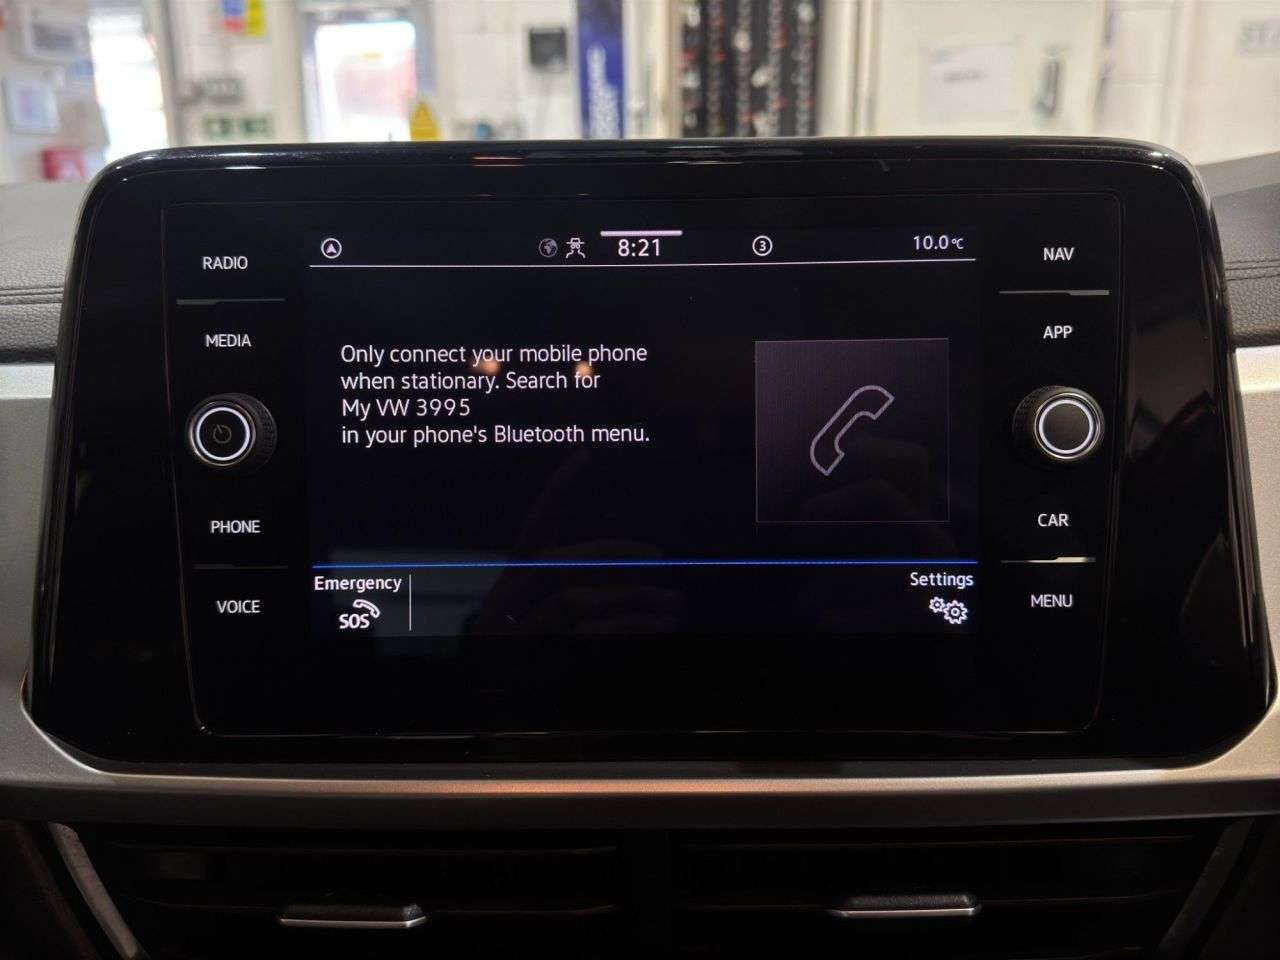 RADIO
MEDIA
PHONE
VOICE
8:21
3
10.0°C
Only connect your mobile phone
when stationary. Search for
My VW 3995
in your phone's Bluetooth menu.
Emergency
SOS
Settings
NAV
APP
CAR
MENU